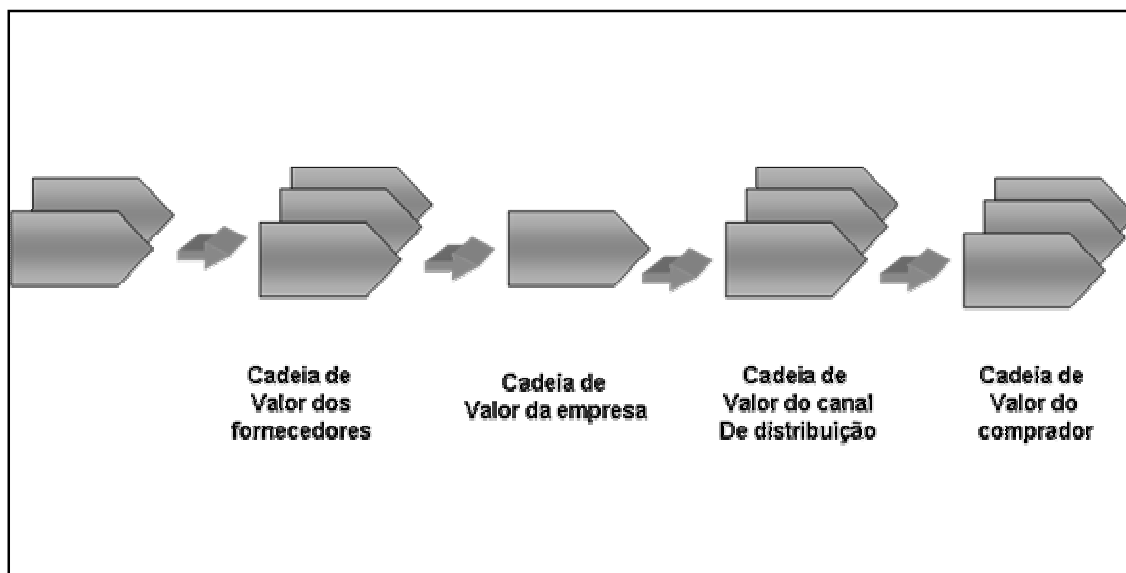 Cadeia de
Valor dos
fornecedores
Cadeia de
Valor da empresa
Cadeia de
Valor do canal
De distribuição
Cadeia de
Valor do
comprador